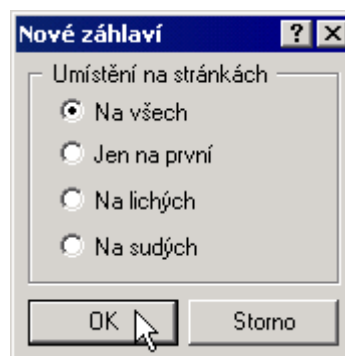 Nové záhlaví
Umístění na stránkách
Na všech
Jen na první
Na lichých
Na sudých
OK Storno